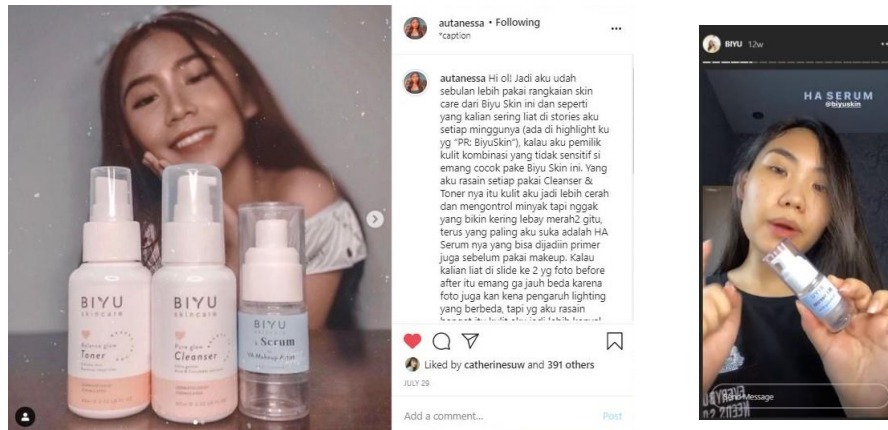 autanessa • Following
*caption
autanessa Hi ol! Jadi aku udah
sebulan lebih pakai rangkaian skin
care dari Biyu Skin ini dan seperti
yang kalian sering liat di stories aku
setiap minggunya (ada di highlight ku
yg "PR: BiyuSkin"), kalau aku pemilik
kulit kombinasi yang tidak sensitif si
emang cocok pake Biyu Skin ini. Yang
aku rasain setiap pakai Cleanser &
Toner nya itu kulit aku jadi lebih cerah
dan mengontrol minyak tapi nggak
yang bikin kering lebay merah2 gitu,
terus yang paling aku suka adalah HA
Serum nya yang bisa dijadiin primer
juga sebelum pakai makeup. Kalau
kalian liat di slide ke 2 yg foto before
after itu emang ga jauh beda karena
foto juga kan kena pengaruh lighting
yang berbeda, tapi yg aku rasain
Liked by catherinesuw and 391 others
JULY 29
Add a comment...
Post
BIYU
skincare
Balance glow
Toner
BIYU
skincare
Pure glow
Cleanser
BIYU
Serum
BIYU 12w
HA SERUM
@biyuskin
Send Message